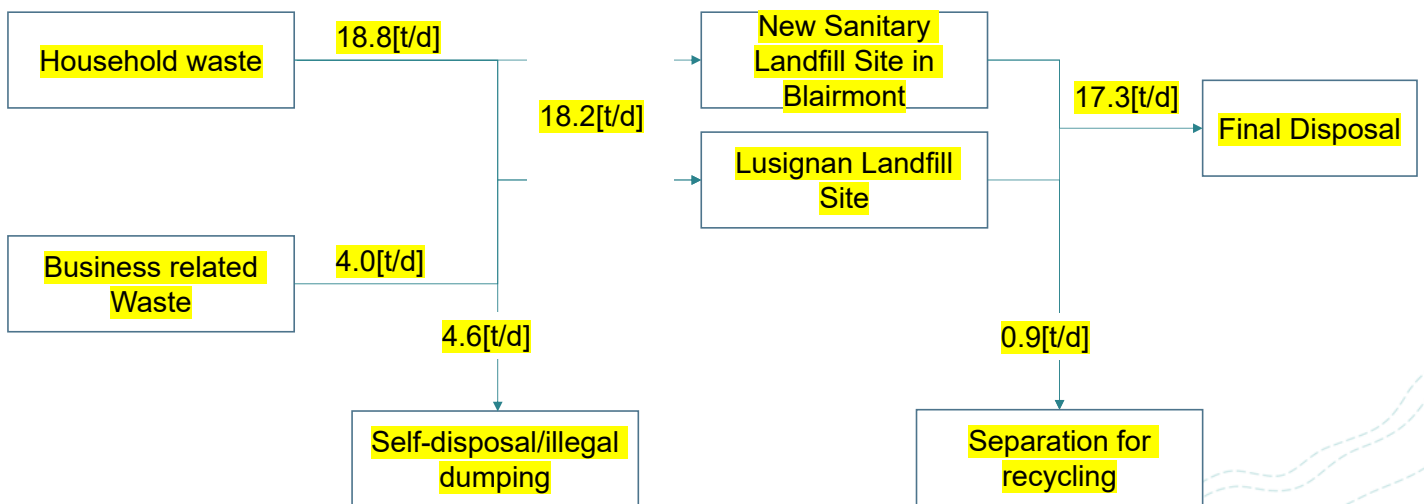 Household waste
18.8[t/d]
New Sanitary
Landfill Site in
Blairmont
17.3[t/d]
Final Disposal
18.2[t/d]
Lusignan Landfill
Site
Business related
Waste
4.0[t/d]
4.6[t/d]
0.9[t/d]
Self-disposal/illegal
dumping
Separation for
recycling